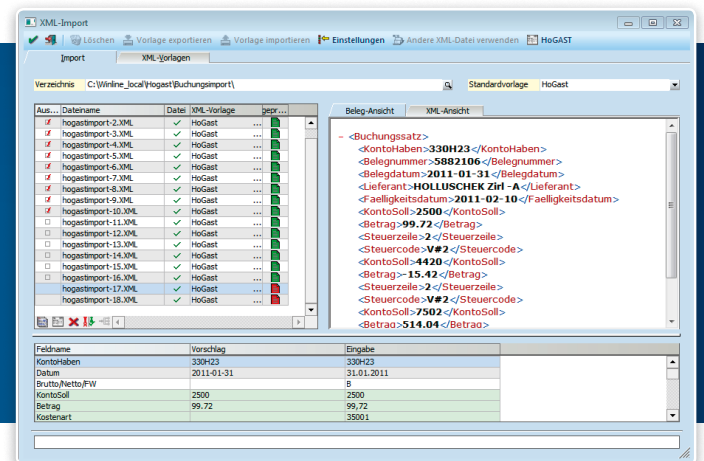 XML-Import
Löschen Vorlage exportieren Vorlage importieren Einstellungen Andere XML-Datei verwenden HoGAST
Import XML-Vorlagen
Verzeichnis C:\Winline_local\Hogast\Buchungsimport\ Standardvorlage HoGast
Aus... Dateiname Datei XML-Vorlage gepr...
hogastimport-2.XML HoGast ...
hogastimport-3.XML HoGast ...
hogastimport-4.XML HoGast ...
hogastimport-5.XML HoGast ...
hogastimport-6.XML HoGast ...
hogastimport-7.XML HoGast ...
hogastimport-8.XML HoGast ...
hogastimport-9.XML HoGast ...
hogastimport-10.XML HoGast ...
hogastimport-11.XML HoGast ...
hogastimport-12.XML HoGast ...
hogastimport-13.XML HoGast ...
hogastimport-14.XML HoGast ...
hogastimport-15.XML HoGast ...
hogastimport-16.XML HoGast ...
hogastimport-17.XML HoGast ...
hogastimport-18.XML HoGast ...
Beleg-Ansicht XML-Ansicht
- <Buchungssatz>
<KontoHaben>330H23</KontoHaben>
<Belegnummer>5882106</Belegnummer>
<Belegdatum>2011-01-31</Belegdatum>
<Lieferant>HOLLUSCHEK Zirl -A</Lieferant>
<Faelligkeitsdatum>2011-02-10</Faelligkeitsdatum>
<KontoSoll>2500</KontoSoll>
<Betrag>99.72</Betrag>
<Steuerzeile>2</Steuerzeile>
<Steuercode>V#2</Steuercode>
<KontoSoll>4420</KontoSoll>
<Betrag>-15.42</Betrag>
<Steuerzeile>2</Steuerzeile>
<Steuercode>V#2</Steuercode>
<KontoSoll>7502</KontoSoll>
<Betrag>514.04</Betrag>
Feldname Vorschlag Eingabe
KontoHaben 330H23 330H23
Datum 2011-01-31 31.01.2011
Brutto/Netto/FW B
KontoSoll 2500 2500
Betrag 99.72 99,72
Kostenart 35001